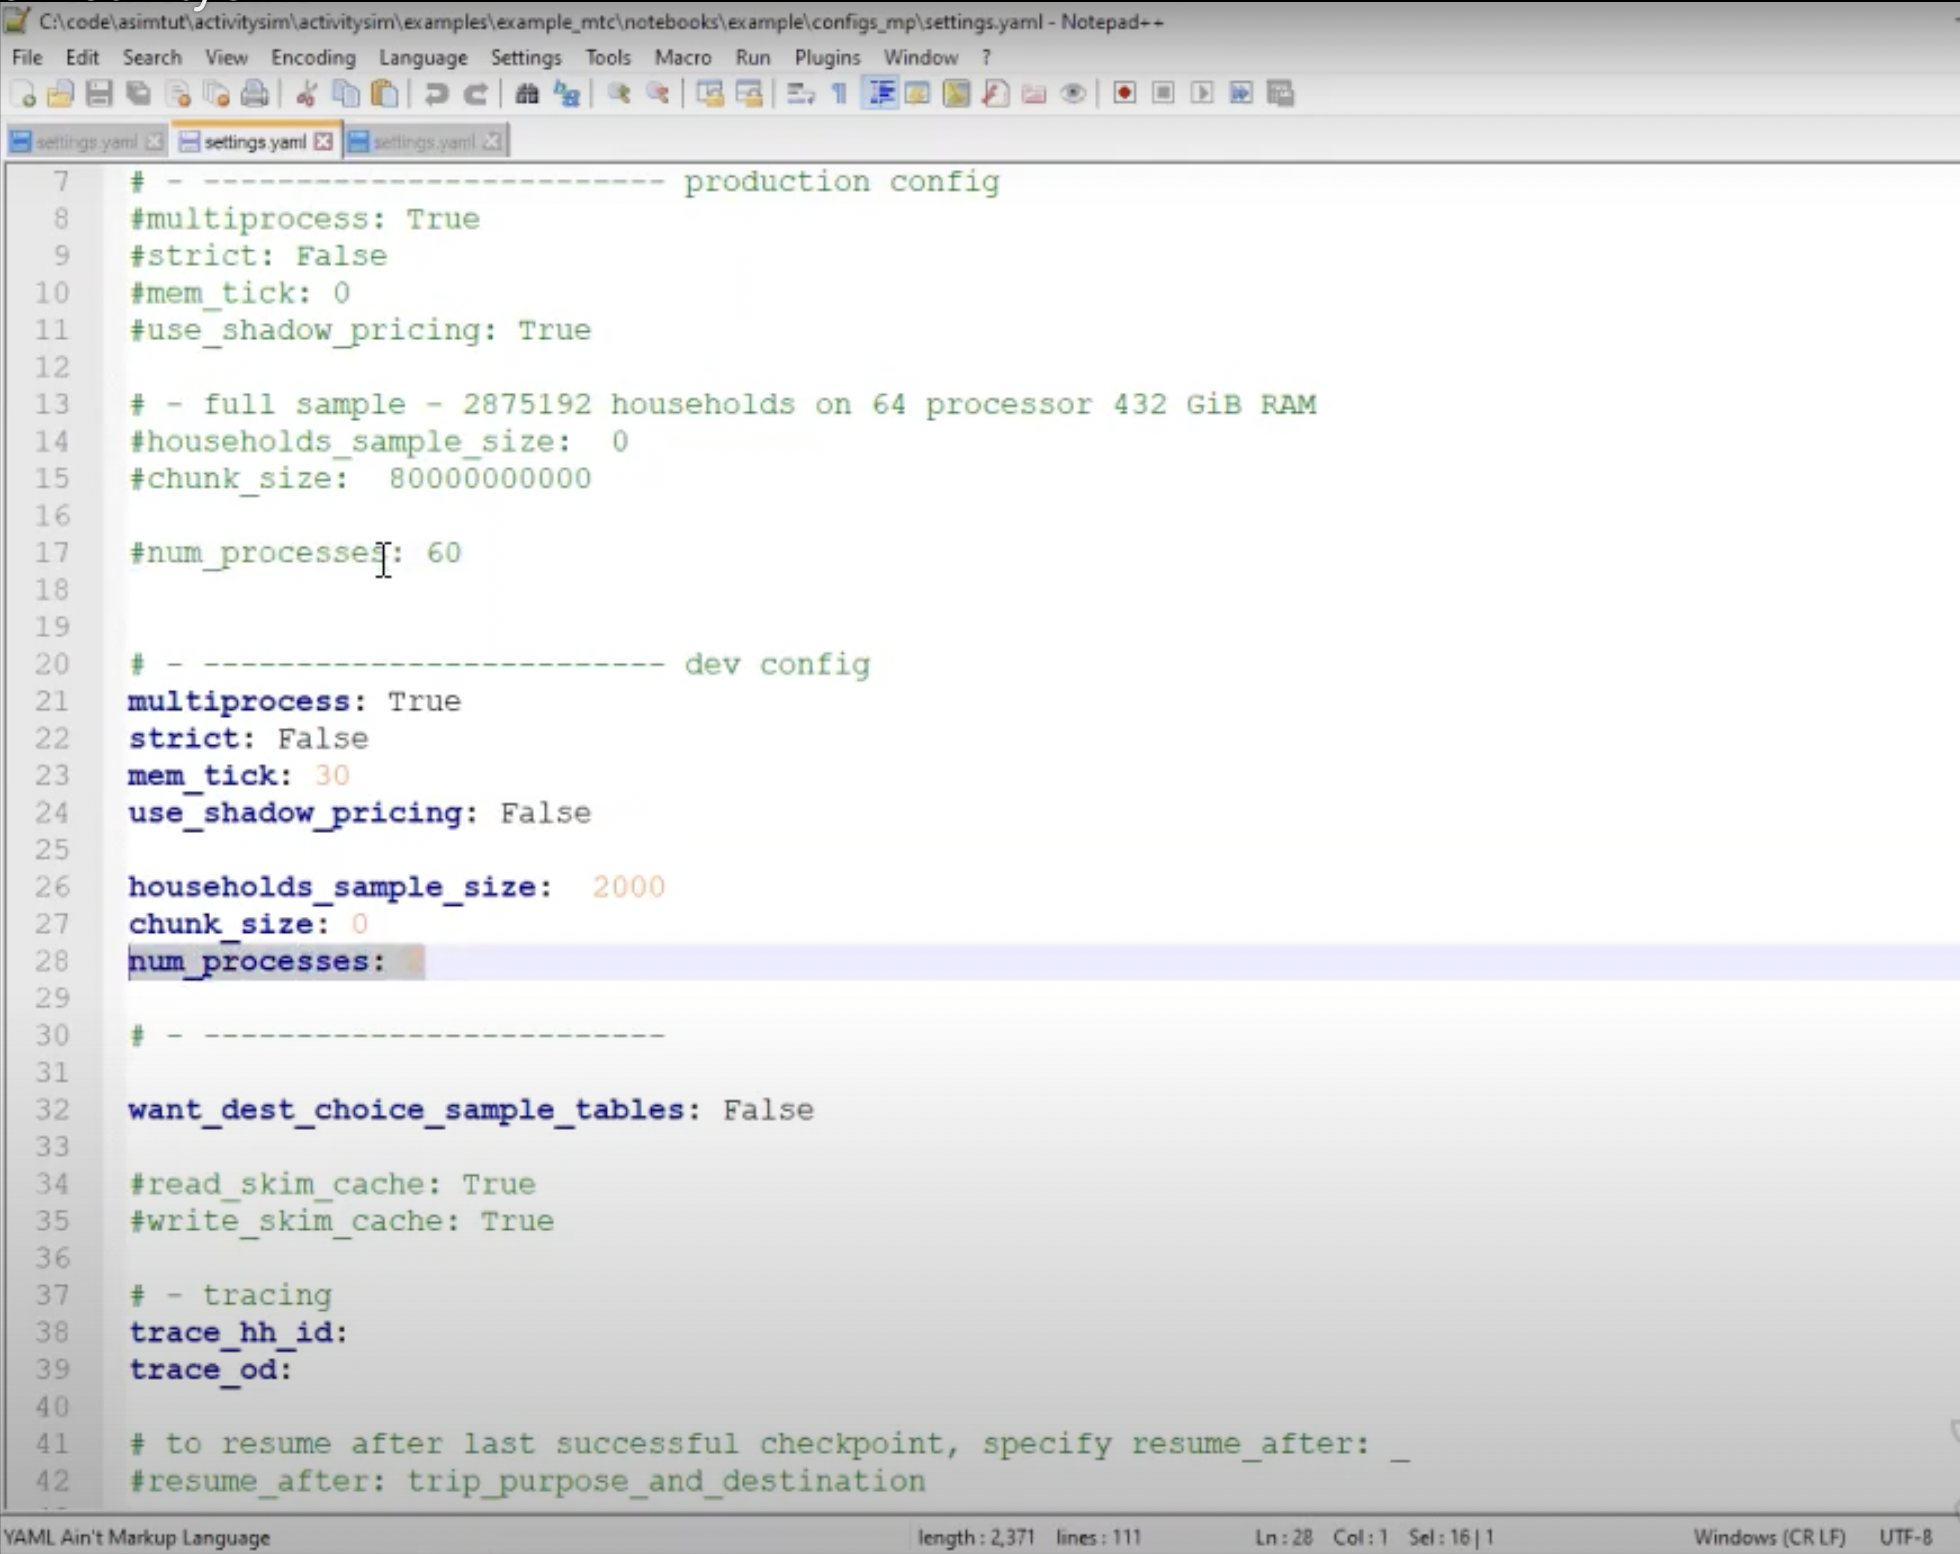 C:\code\asimtut\activitysim\activitysim\examples\example_mtc\notebooks\example\configs_mp\settings.yaml - Notepad++
File Edit Search View Encoding Language Settings Tools Macro Run Plugins Window ?
settings.yaml settings.yaml settings.yaml
7 # - ------------------------- production config
8 #multiprocess: True
9 #strict: False
10 #mem_tick: 0
11 #use_shadow_pricing: True
12
13 # - full sample - 2875192 households on 64 processor 432 GiB RAM
14 #households_sample_size:  0
15 #chunk_size:  80000000000
16
17 #num_processes: 60
18
19
20 # - ------------------------- dev config
21 multiprocess: True
22 strict: False
23 mem_tick: 30
24 use_shadow_pricing: False
25
26 households_sample_size:  2000
27 chunk_size: 0
28 num_processes:
29
30 # - -------------------------
31
32 want_dest_choice_sample_tables: False
33
34 #read_skim_cache: True
35 #write_skim_cache: True
36
37 # - tracing
38 trace_hh_id:
39 trace_od:
40
41 # to resume after last successful checkpoint, specify resume_after: _
42 #resume_after: trip_purpose_and_destination
YAML Ain't Markup Language length : 2,371 lines : 111 Ln : 28 Col : 1 Sel : 16 | 1 Windows (CR LF) UTF-8